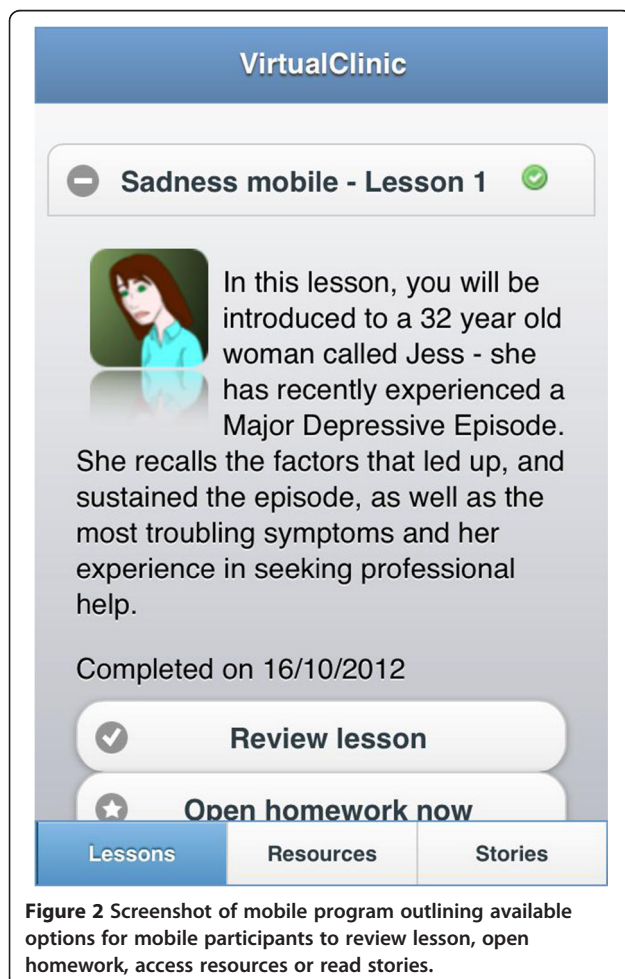 VirtualClinic
Sadness mobile - Lesson 1
In this lesson, you will be
introduced to a 32 year old
woman called Jess - she
has recently experienced a
Major Depressive Episode.
She recalls the factors that led up, and
sustained the episode, as well as the
most troubling symptoms and her
experience in seeking professional
help.
Completed on 16/10/2012
Review lesson
Open homework now
Lessons Resources Stories
Figure 2 Screenshot of mobile program outlining available
options for mobile participants to review lesson, open
homework, access resources or read stories.